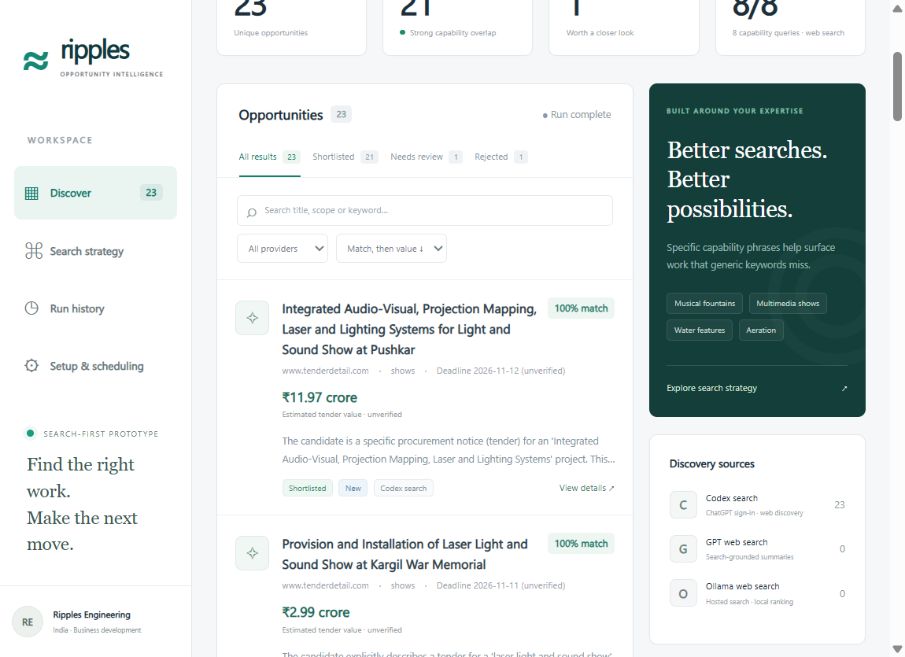 ripples
OPPORTUNITY INTELLIGENCE
WORKSPACE
Discover 23
Search strategy
Run history
Setup & scheduling
SEARCH-FIRST PROTOTYPE
Find the right
work.
Make the next
move.
RE
Ripples Engineering
India · Business development
23
Unique opportunities
21
Strong capability overlap
1
Worth a closer look
8/8
8 capability queries · web search
Opportunities 23
Run complete
All results 23 Shortlisted 21 Needs review 1 Rejected 1
Search title, scope or keyword...
All providers Match, then value ↓
Integrated Audio-Visual, Projection Mapping,
Laser and Lighting Systems for Light and
Sound Show at Pushkar
100% match
www.tenderdetail.com · shows · Deadline 2026-11-12 (unverified)
₹11.97 crore
Estimated tender value · unverified
The candidate is a specific procurement notice (tender) for an 'Integrated
Audio-Visual, Projection Mapping, Laser and Lighting Systems' project. This...
Shortlisted New Codex search View details ↗
Provision and Installation of Laser Light and
Sound Show at Kargil War Memorial
100% match
www.tenderdetail.com · shows · Deadline 2026-11-11 (unverified)
₹2.99 crore
Estimated tender value · unverified
The candidate explicitly describes a tender for a 'laser light and sound show'
BUILT AROUND YOUR EXPERTISE
Better searches.
Better
possibilities.
Specific capability phrases help surface
work that generic keywords miss.
Musical fountains Multimedia shows
Water features Aeration
Explore search strategy ↗
Discovery sources
C
Codex search
ChatGPT sign-in · web discovery
23
G
GPT web search
Search-grounded summaries
0
O
Ollama web search
Hosted search · local ranking
0